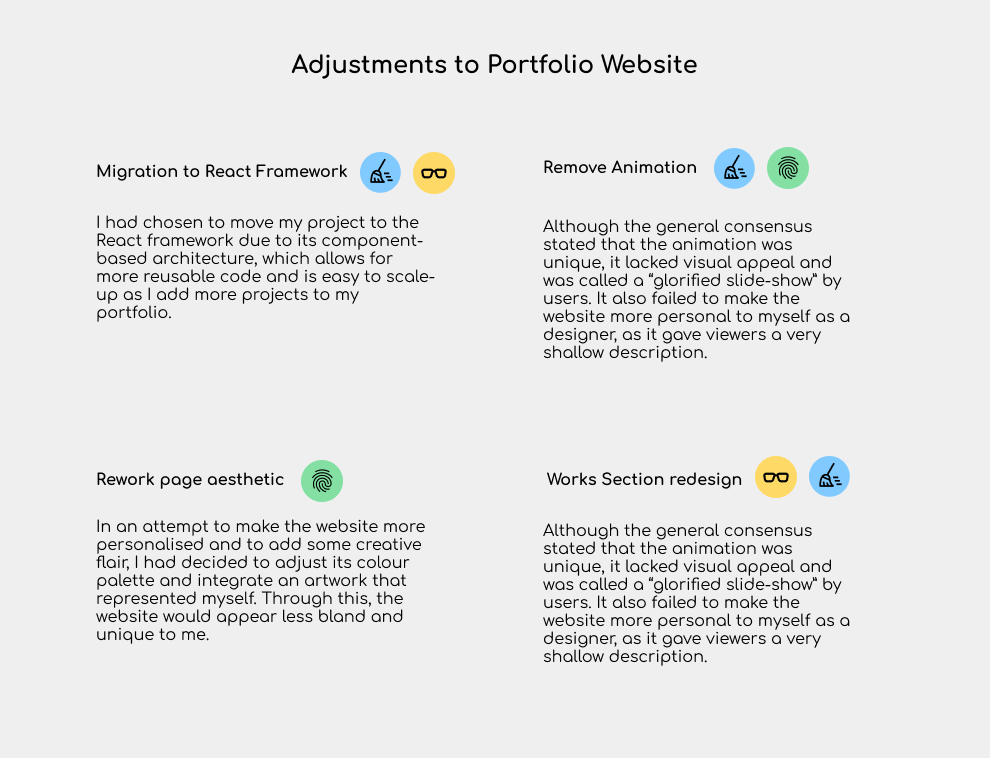 Adjustments to Portfolio Website
Migration to React Framework
I had chosen to move my project to the
React framework due to its component-
based architecture, which allows for
more reusable code and is easy to scale-
up as I add more projects to my
portfolio.
Remove Animation
Although the general consensus
stated that the animation was
unique, it lacked visual appeal and
was called a “glorified slide-show” by
users. It also failed to make the
website more personal to myself as a
designer, as it gave viewers a very
shallow description.
Rework page aesthetic
In an attempt to make the website more
personalised and to add some creative
flair, I had decided to adjust its colour
palette and integrate an artwork that
represented myself. Through this, the
website would appear less bland and
unique to me.
Works Section redesign
Although the general consensus
stated that the animation was
unique, it lacked visual appeal and
was called a “glorified slide-show” by
users. It also failed to make the
website more personal to myself as a
designer, as it gave viewers a very
shallow description.